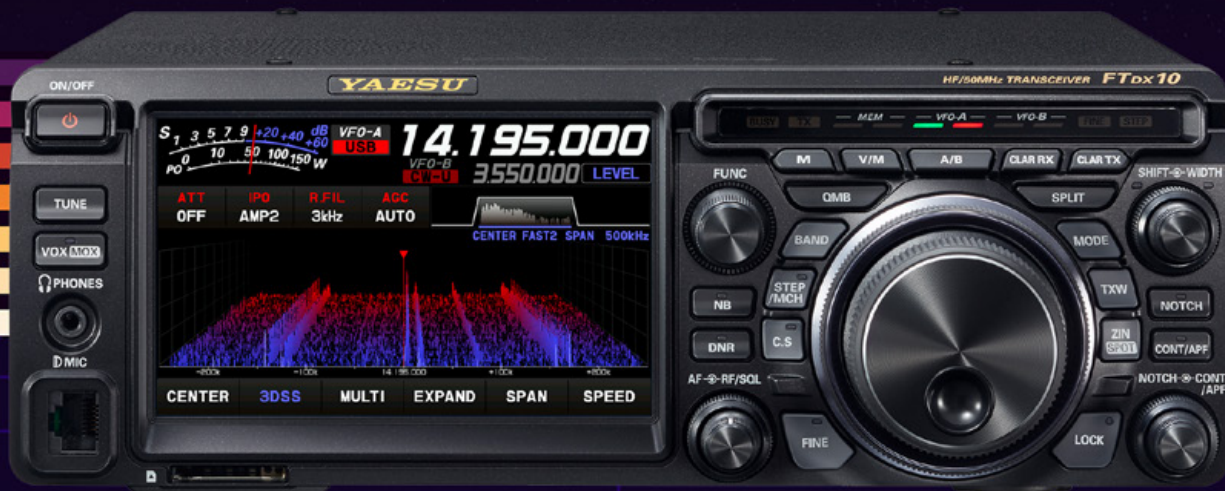 ON/OFF
YAESU
HF/50MHz TRANSCEIVER FTDX10
BUSY TX MEM VFO-A VFO-B FINE STEP
S 1 3 5 7 9 +20 +40 +60 dB
PO 0 10 50 100 150 W
VFO-A
USB
14.195.000
VFO-B
CW-U
3.550.000
LEVEL
ATT IPO R.FIL AGC
OFF AMP2 3kHz AUTO
CENTER FAST2 SPAN 500kHz
-200k -100k 14.195.000 +100k +200k
CENTER 3DSS MULTI EXPAND SPAN SPEED
TUNE
VOX MOX
PHONES
MIC
M V/M A/B CLAR RX CLAR TX
FUNC
QMB
SPLIT
SHIFT WIDTH
BAND
MODE
STEP
/MCH
TXW
NB
NOTCH
DNR
C.S
ZIN
SPOT
CONT/APF
AF RF/SQL
NOTCH CONT
/APF
FINE
LOCK